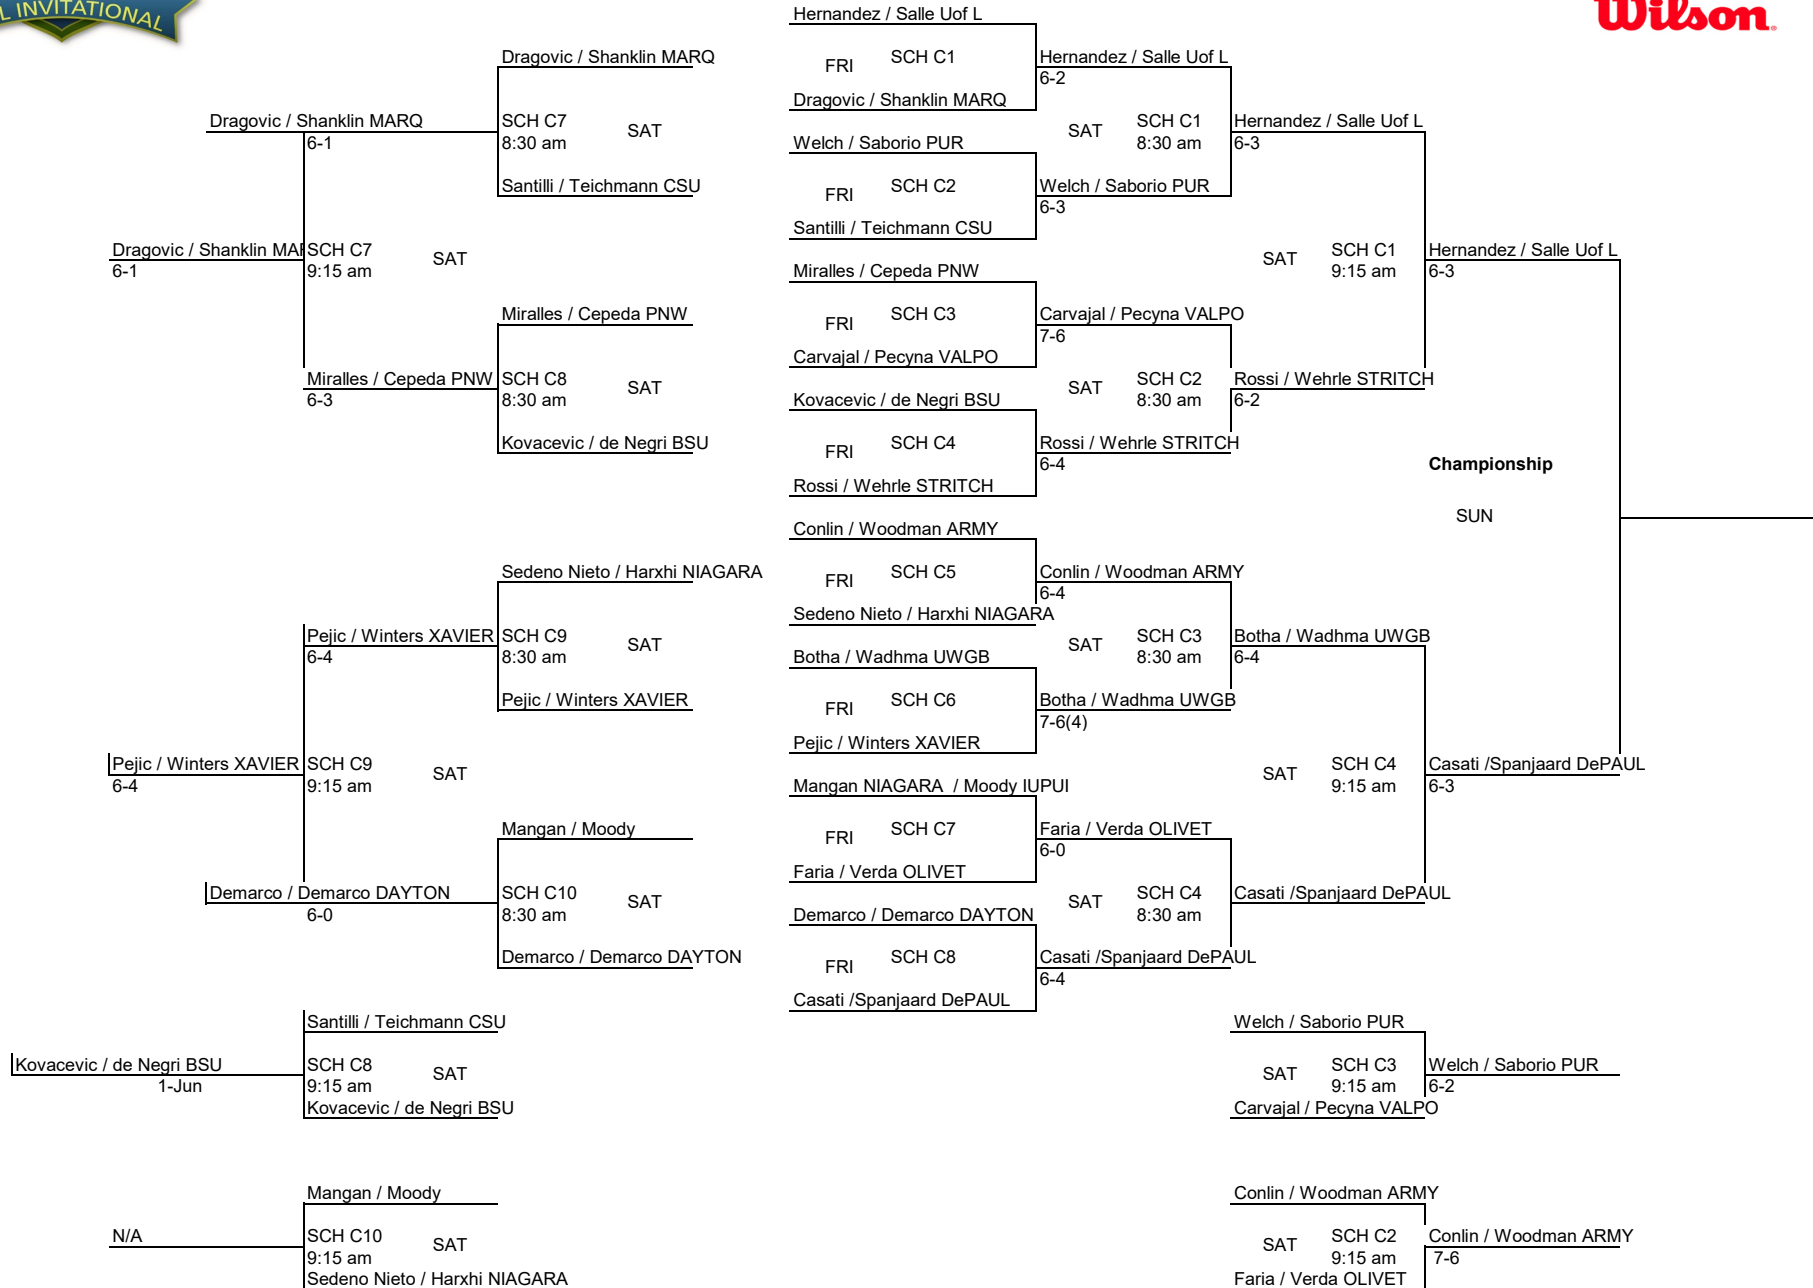 L INVITATIONAL
Wilson
Hernandez / Salle Uof L
Dragovic / Shanklin MARQ
FRI
SCH C1
Hernandez / Salle Uof L
6-2
Dragovic / Shanklin MARQ
Dragovic / Shanklin MARQ
6-1
SCH C7
8:30 am
SAT
Welch / Saborio PUR
SAT
SCH C1
8:30 am
Hernandez / Salle Uof L
6-3
Santilli / Teichmann CSU
FRI
SCH C2
Welch / Saborio PUR
6-3
Santilli / Teichmann CSU
Dragovic / Shanklin MAR
6-1
SCH C7
9:15 am
SAT
Miralles / Cepeda PNW
SAT
SCH C1
9:15 am
Hernandez / Salle Uof L
6-3
Miralles / Cepeda PNW
FRI
SCH C3
Carvajal / Pecyna VALPO
7-6
Carvajal / Pecyna VALPO
Miralles / Cepeda PNW
6-3
SCH C8
8:30 am
SAT
Kovacevic / de Negri BSU
SAT
SCH C2
8:30 am
Rossi / Wehrle STRITCH
6-2
Kovacevic / de Negri BSU
FRI
SCH C4
Rossi / Wehrle STRITCH
6-4
Rossi / Wehrle STRITCH
Championship
SUN
Conlin / Woodman ARMY
Sedeno Nieto / Harxhi NIAGARA
FRI
SCH C5
Conlin / Woodman ARMY
6-4
Sedeno Nieto / Harxhi NIAGARA
Pejic / Winters XAVIER
6-4
SCH C9
8:30 am
SAT
Botha / Wadhma UWGB
SAT
SCH C3
8:30 am
Botha / Wadhma UWGB
6-4
Pejic / Winters XAVIER
FRI
SCH C6
Botha / Wadhma UWGB
7-6(4)
Pejic / Winters XAVIER
Pejic / Winters XAVIER
6-4
SCH C9
9:15 am
SAT
Mangan NIAGARA / Moody IUPUI
SAT
SCH C4
9:15 am
Casati /Spanjaard DePAUL
6-3
Mangan / Moody
FRI
SCH C7
Faria / Verda OLIVET
6-0
Faria / Verda OLIVET
Demarco / Demarco DAYTON
6-0
SCH C10
8:30 am
SAT
Demarco / Demarco DAYTON
SAT
SCH C4
8:30 am
Casati /Spanjaard DePAUL
Demarco / Demarco DAYTON
FRI
SCH C8
Casati /Spanjaard DePAUL
6-4
Casati /Spanjaard DePAUL
Santilli / Teichmann CSU
Welch / Saborio PUR
Kovacevic / de Negri BSU
1-Jun
SCH C8
9:15 am
SAT
Kovacevic / de Negri BSU
SAT
SCH C3
9:15 am
Welch / Saborio PUR
6-2
Carvajal / Pecyna VALPO
Mangan / Moody
Conlin / Woodman ARMY
N/A
SCH C10
9:15 am
SAT
Sedeno Nieto / Harxhi NIAGARA
SAT
SCH C2
9:15 am
Conlin / Woodman ARMY
7-6
Faria / Verda OLIVET